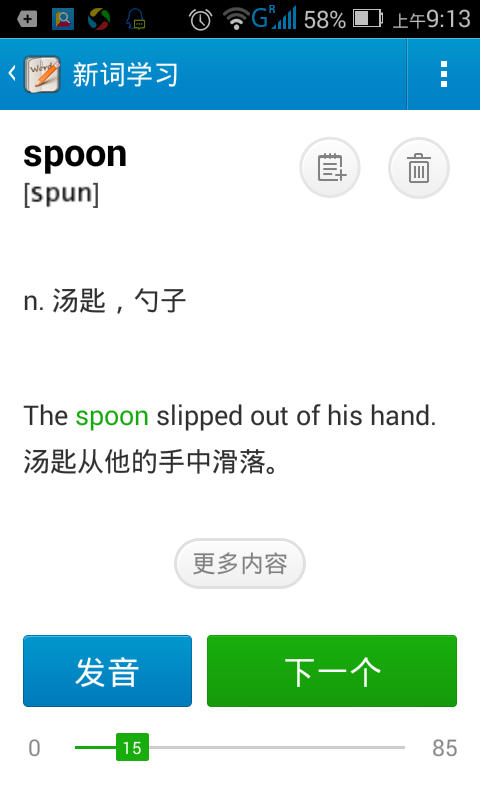 G R 58% 上午9:13
Words 新词学习
spoon
[spun]
n. 汤匙，勺子
The spoon slipped out of his hand.
汤匙从他的手中滑落。
更多内容
发音 下一个
0 15 85